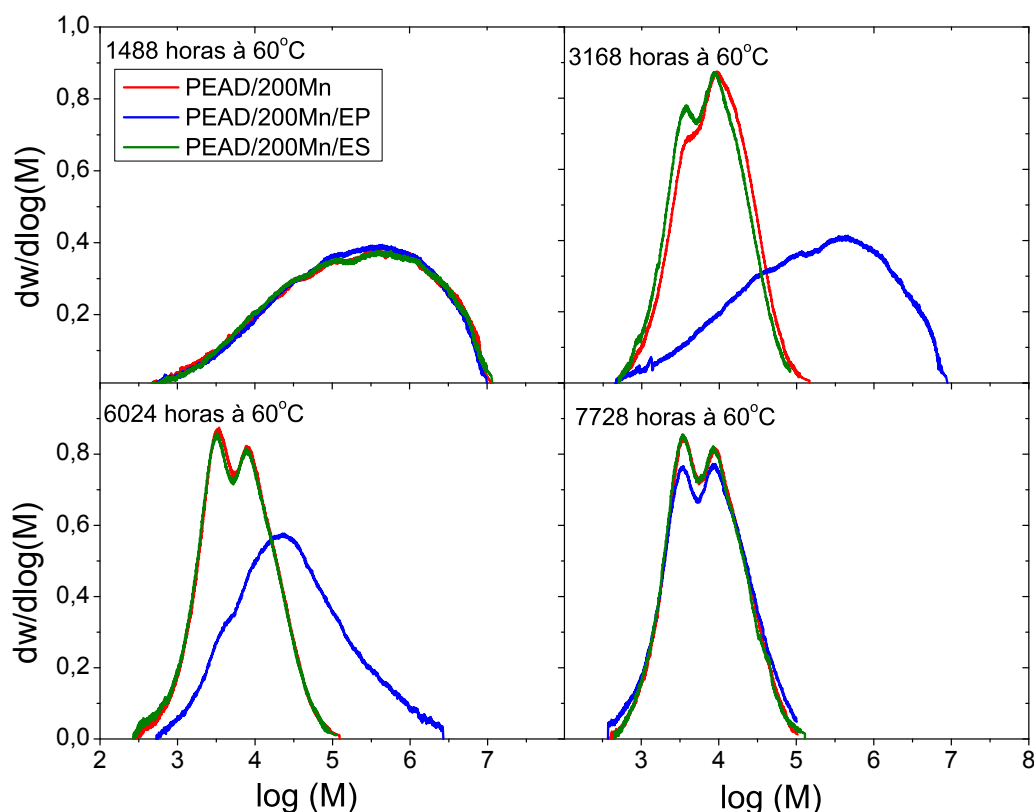 1488 horas à 60°C
PEAD/200Mn
PEAD/200Mn/EP
PEAD/200Mn/ES
1,0
0,8
0,6
0,4
0,2
dw/dlog(M)
3168 horas à 60°C
6024 horas à 60°C
0,8
0,6
0,4
0,2
0,0
dw/dlog(M)
2 3 4 5 6 7
log (M)
7728 horas à 60°C
3 4 5 6 7 8
log (M)